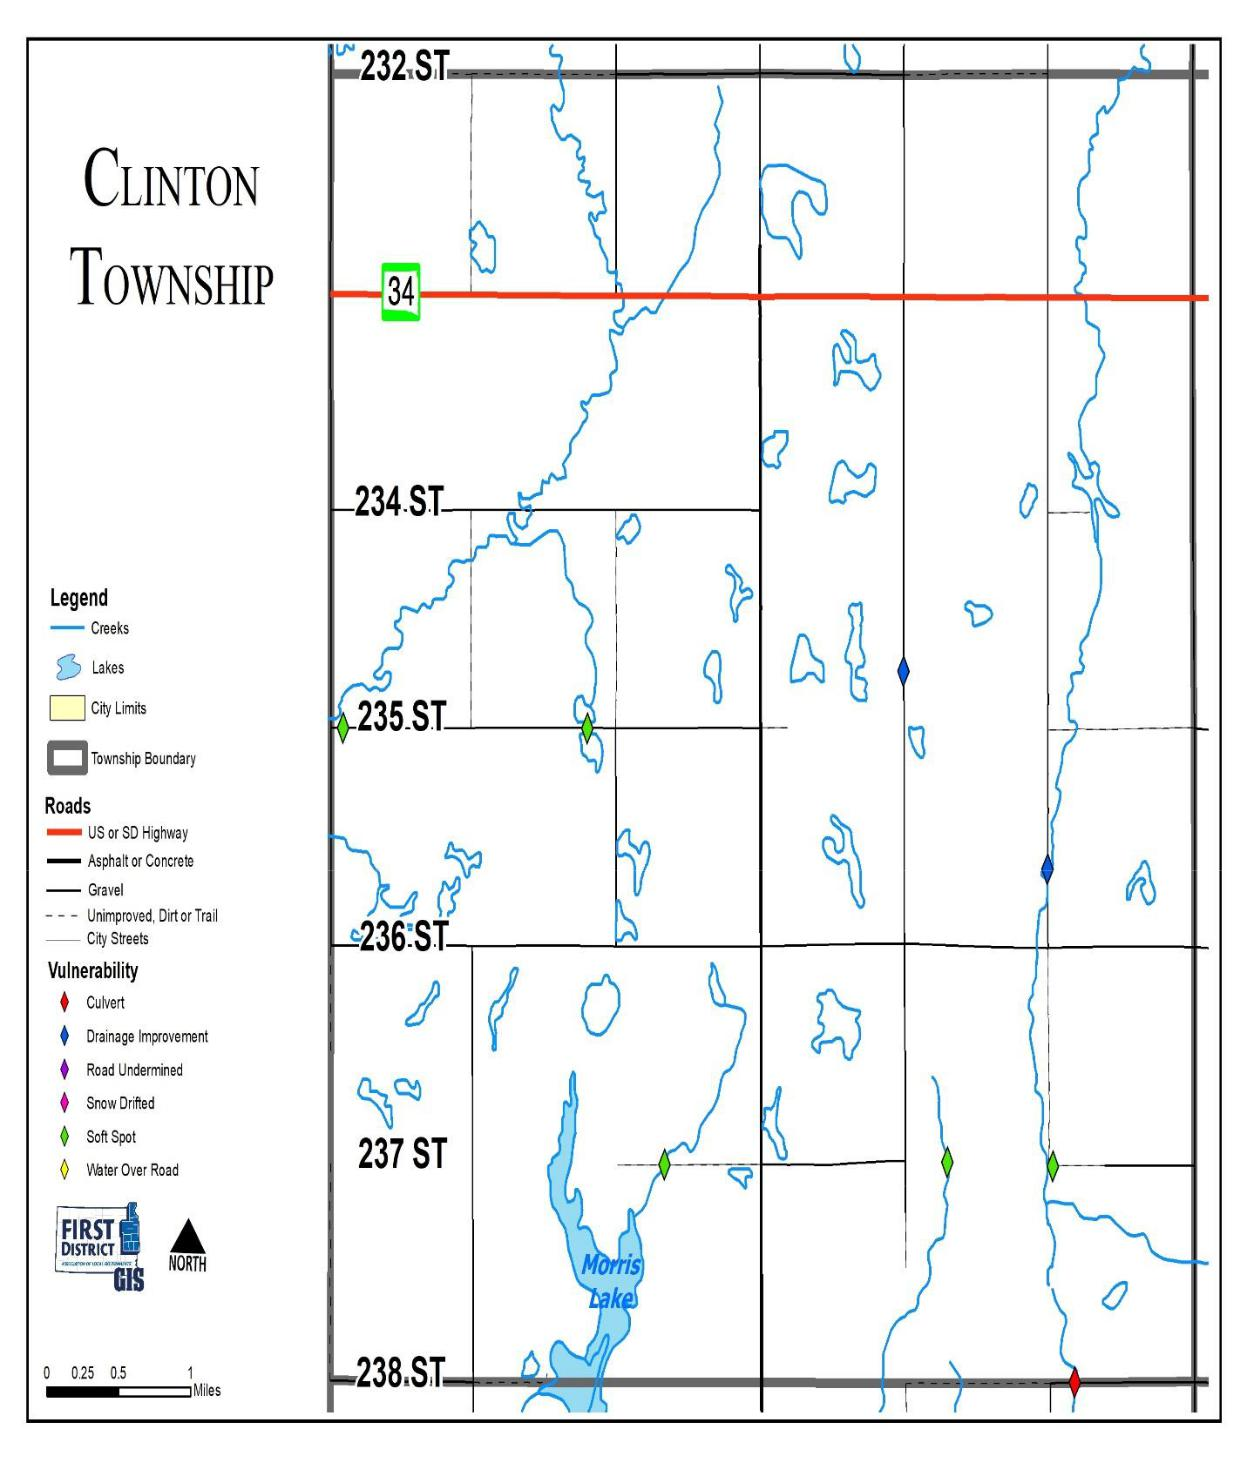 CLINTON
TOWNSHIP
232 ST
34
234 ST
235 ST
236 ST
237 ST
238 ST
Morris
Lake
Legend
Creeks
Lakes
City Limits
Township Boundary
Roads
US or SD Highway
Asphalt or Concrete
Gravel
Unimproved, Dirt or Trail
City Streets
Vulnerability
Culvert
Drainage Improvement
Road Undermined
Snow Drifted
Soft Spot
Water Over Road
FIRST
DISTRICT
GIS
NORTH
0 0.25 0.5 1
Miles